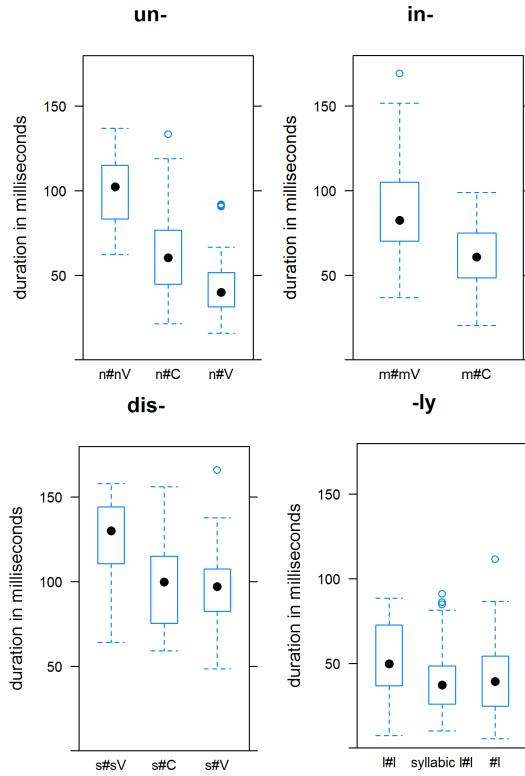 un-
duration in milliseconds
150
100
50
n#nV n#C n#V
in-
duration in milliseconds
150
100
50
m#mV m#C
dis-
duration in milliseconds
150
100
50
s#sV s#C s#V
-ly
duration in milliseconds
150
100
50
l#l syllabic l#l #l